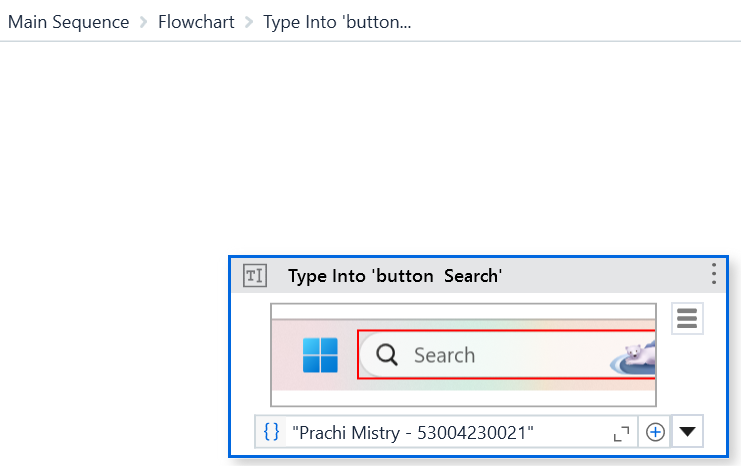 Main Sequence > Flowchart > Type Into 'button...
Type Into 'button  Search'
Search
"Prachi Mistry - 53004230021"